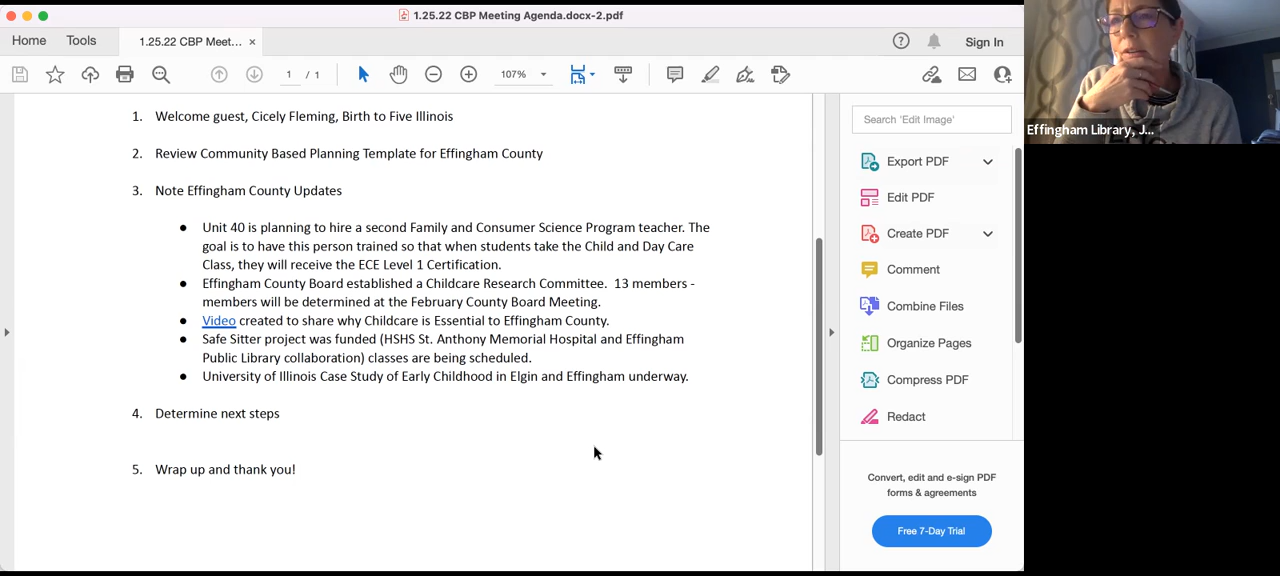 1.25.22 CBP Meeting Agenda.docx-2.pdf
Home
Tools
1.25.22 CBP Meet... ×
Sign In
1 / 1
107%
1. Welcome guest, Cicely Fleming, Birth to Five Illinois
2. Review Community Based Planning Template for Effingham County
3. Note Effingham County Updates
● Unit 40 is planning to hire a second Family and Consumer Science Program teacher. The
goal is to have this person trained so that when students take the Child and Day Care
Class, they will receive the ECE Level 1 Certification.
● Effingham County Board established a Childcare Research Committee.  13 members -
members will be determined at the February County Board Meeting.
● Video created to share why Childcare is Essential to Effingham County.
● Safe Sitter project was funded (HSHS St. Anthony Memorial Hospital and Effingham
Public Library collaboration) classes are being scheduled.
● University of Illinois Case Study of Early Childhood in Elgin and Effingham underway.
4. Determine next steps
5. Wrap up and thank you!
Search 'Edit Image'
Export PDF
Edit PDF
Create PDF
Comment
Combine Files
Organize Pages
Compress PDF
Redact
Convert, edit and e-sign PDF
forms & agreements
Free 7-Day Trial
Effingham Library, J...